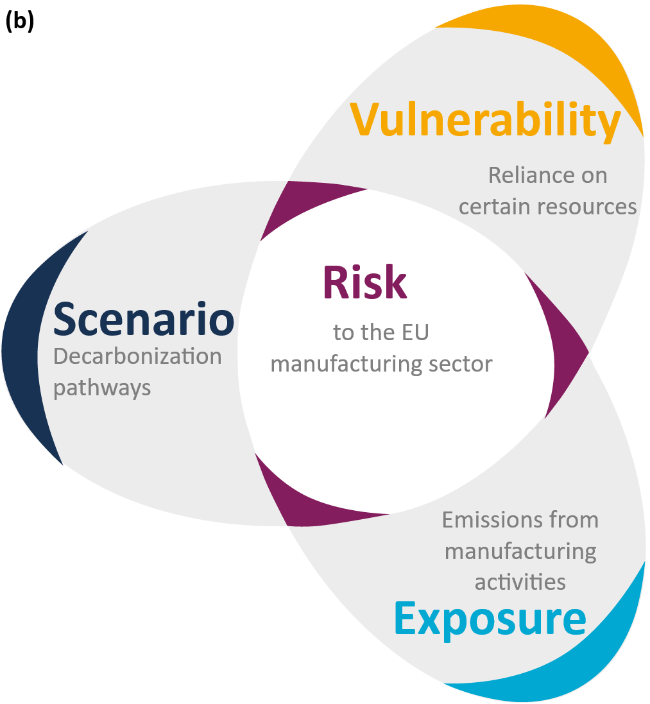 (b)
Vulnerability
Reliance on
certain resources
Risk
to the EU
manufacturing sector
Scenario
Decarbonization
pathways
Emissions from
manufacturing
activities
Exposure